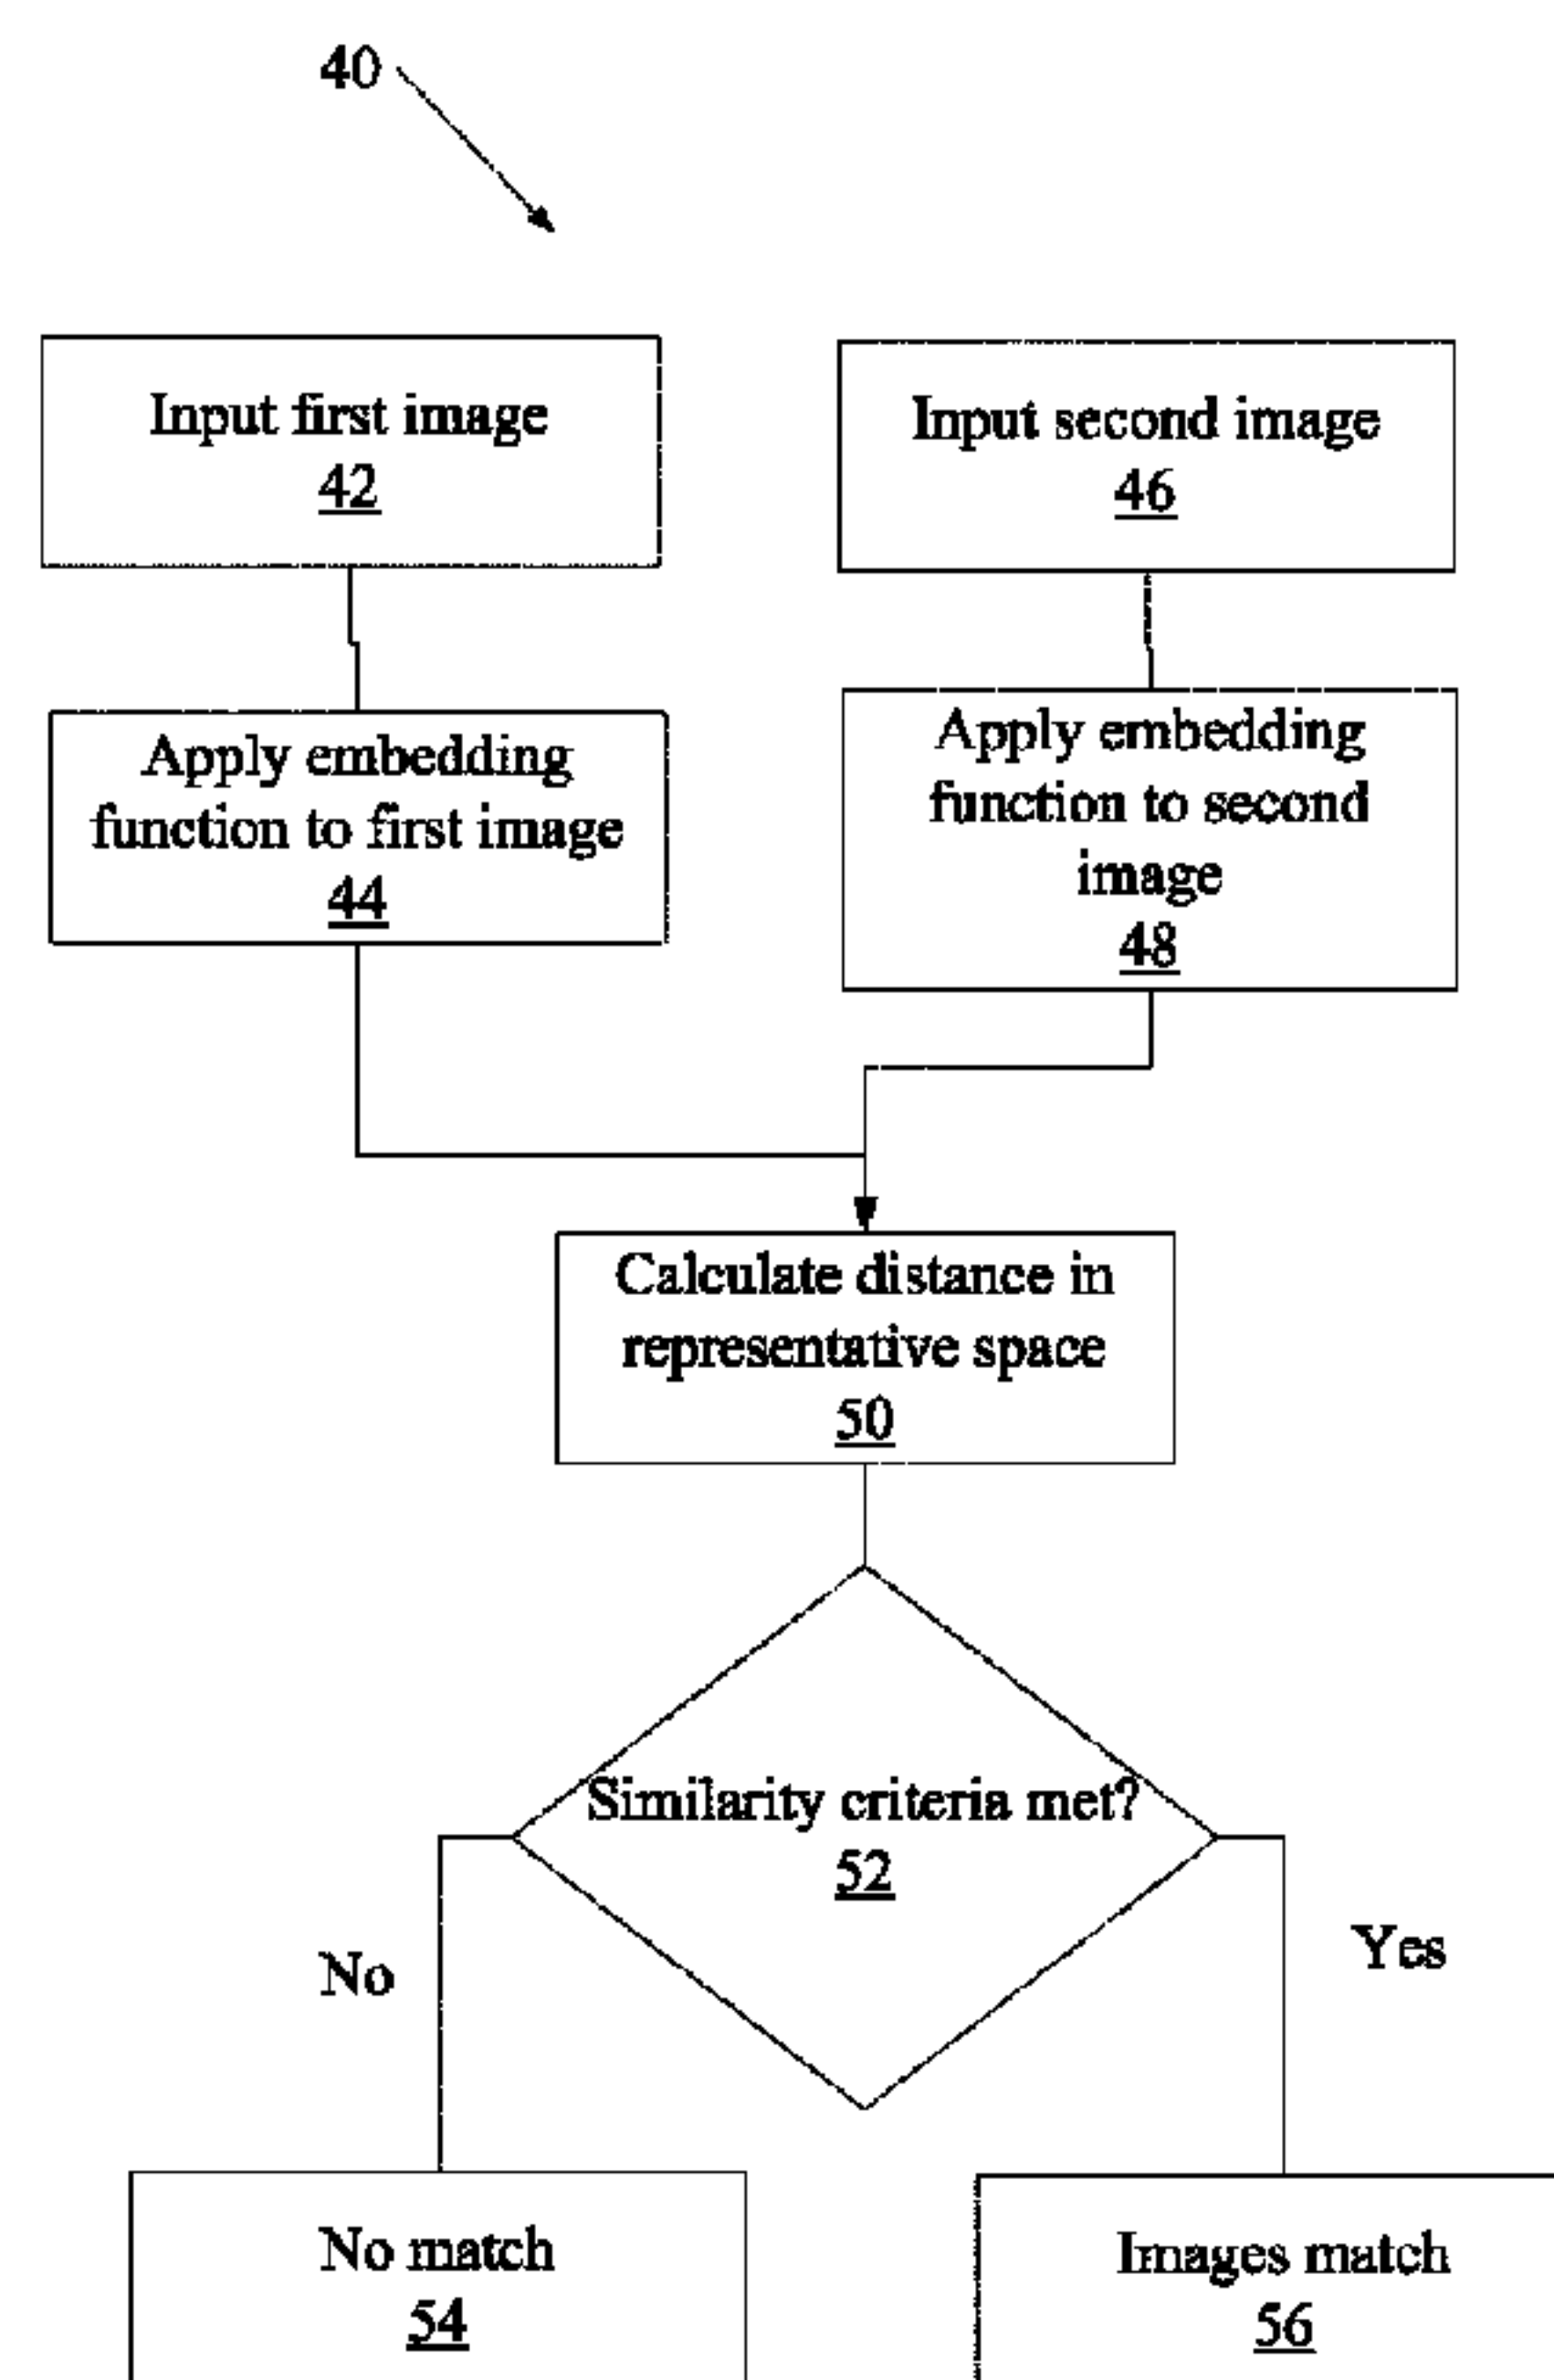 40
Input first image
42
Input second image
46
Apply embedding
function to first image
44
Apply embedding
function to second
image
48
Calculate distance in
representative space
50
Similarity criteria met?
52
No
Yes
No match
54
Images match
56